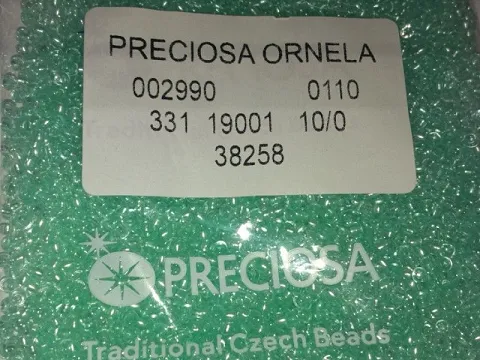 PRECIOSA ORNELA
002990 0110
331 19001 10/0
38258
PRECIOSA
Traditional Czech Beads